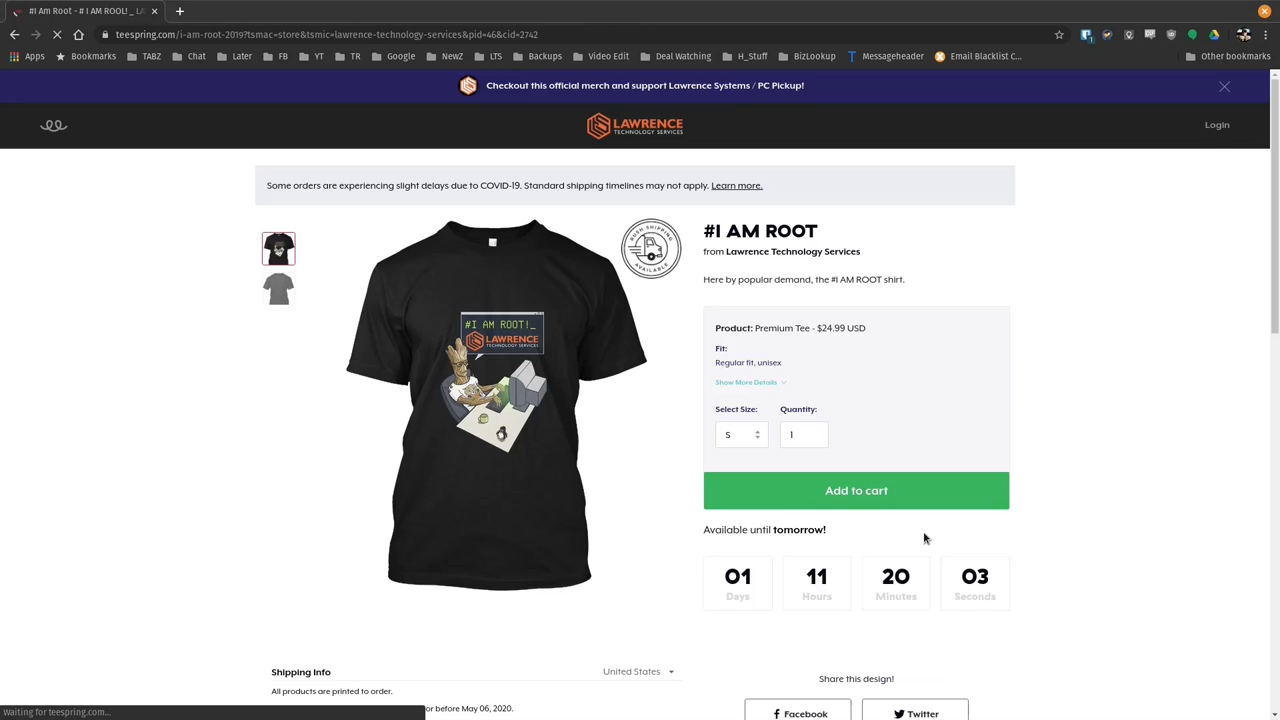 #I Am Root - # I AM ROOT! _ LA
teespring.com/i-am-root-2019?tsmac=store&tsmic=lawrence-technology-services&pid=46&cid=2742
Apps Bookmarks TABZ Chat Later FB YT TR Google NewZ LTS Backups Video Edit Deal Watching H_Stuff BizLookup Messageheader Email Blacklist C... Other bookmarks
Checkout this official merch and support Lawrence Systems / PC Pickup!
LAWRENCE
TECHNOLOGY SERVICES
Login
Some orders are experiencing slight delays due to COVID-19. Standard shipping timelines may not apply. Learn more.
RUSH SHIPPING
AVAILABLE
#I AM ROOT!_
LAWRENCE
TECHNOLOGY SERVICES
#I AM ROOT
from Lawrence Technology Services
Here by popular demand, the #I AM ROOT shirt.
Product: Premium Tee - $24.99 USD
Fit:
Regular fit, unisex
Show More Details
Select Size: Quantity:
S 1
Add to cart
Available until tomorrow!
01 11 20 03
Days Hours Minutes Seconds
Shipping Info United States
All products are printed to order.
or before May 06, 2020.
Share this design!
Facebook Twitter
Waiting for teespring.com...